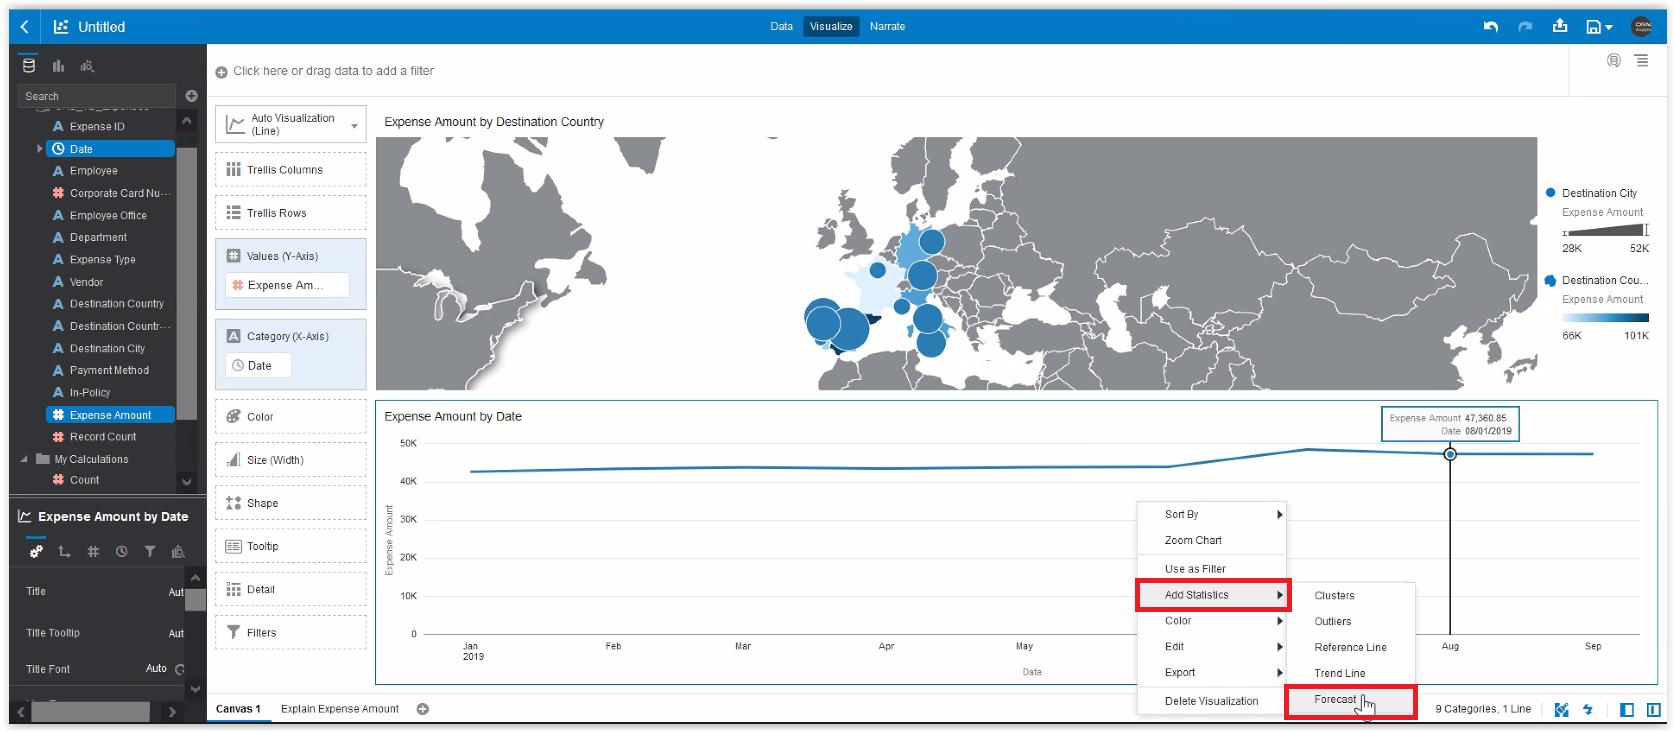 Untitled
Data
Visualize
Narrate
Click here or drag data to add a filter
Search
Expense ID
Date
Employee
Corporate Card Nu...
Employee Office
Department
Expense Type
Vendor
Destination Country
Destination Countr...
Destination City
Payment Method
In-Policy
Expense Amount
Record Count
My Calculations
Count
Expense Amount by Date
Title Aut
Title Tooltip Aut
Title Font Auto
Auto Visualization
(Line)
Trellis Columns
Trellis Rows
Values (Y-Axis)
Expense Am...
Category (X-Axis)
Date
Color
Size (Width)
Shape
Tooltip
Detail
Filters
Expense Amount by Destination Country
Destination City
Expense Amount
28K 52K
Destination Cou...
Expense Amount
66K 101K
Expense Amount by Date
Expense Amount 47,360.85
Date 08/01/2019
50K
40K
30K
20K
10K
0
Expense Amount
Jan
2019
Feb
Mar
Apr
May
Aug
Sep
Date
Sort By
Zoom Chart
Use as Filter
Add Statistics
Color
Edit
Export
Delete Visualization
Clusters
Outliers
Reference Line
Trend Line
Forecast
Canvas 1
Explain Expense Amount
9 Categories, 1 Line